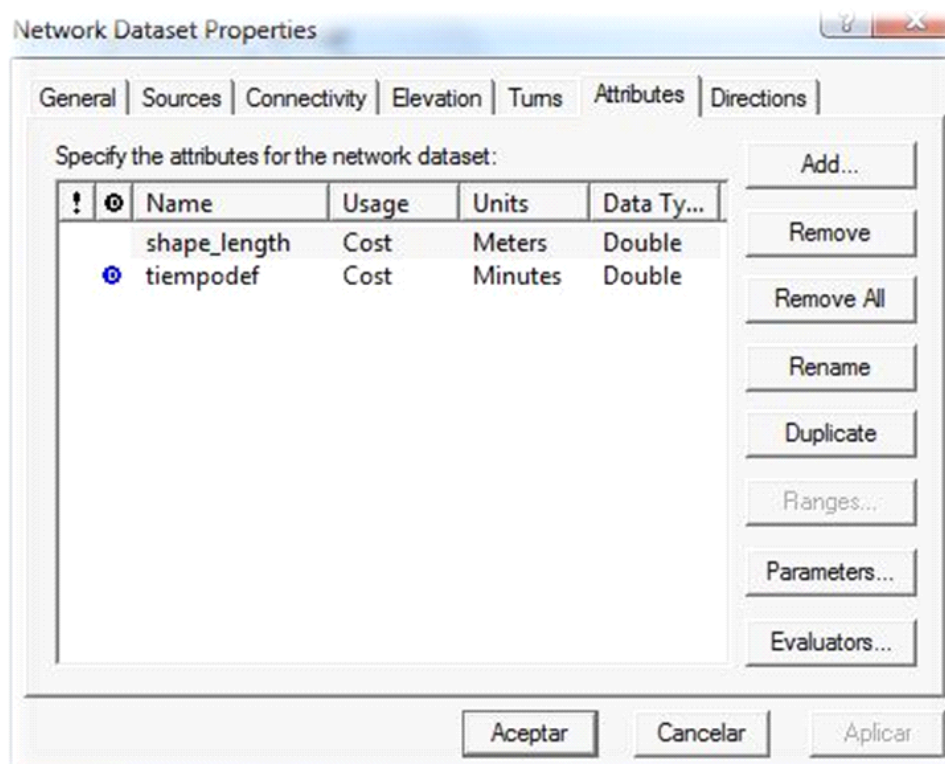 Network Dataset Properties
General Sources Connectivity Elevation Turns Attributes Directions
Specify the attributes for the network dataset:
! Name Usage Units Data Ty...
shape_length Cost Meters Double
tiempodef Cost Minutes Double
Add...
Remove
Remove All
Rename
Duplicate
Ranges...
Parameters...
Evaluators...
Aceptar Cancelar Aplicar